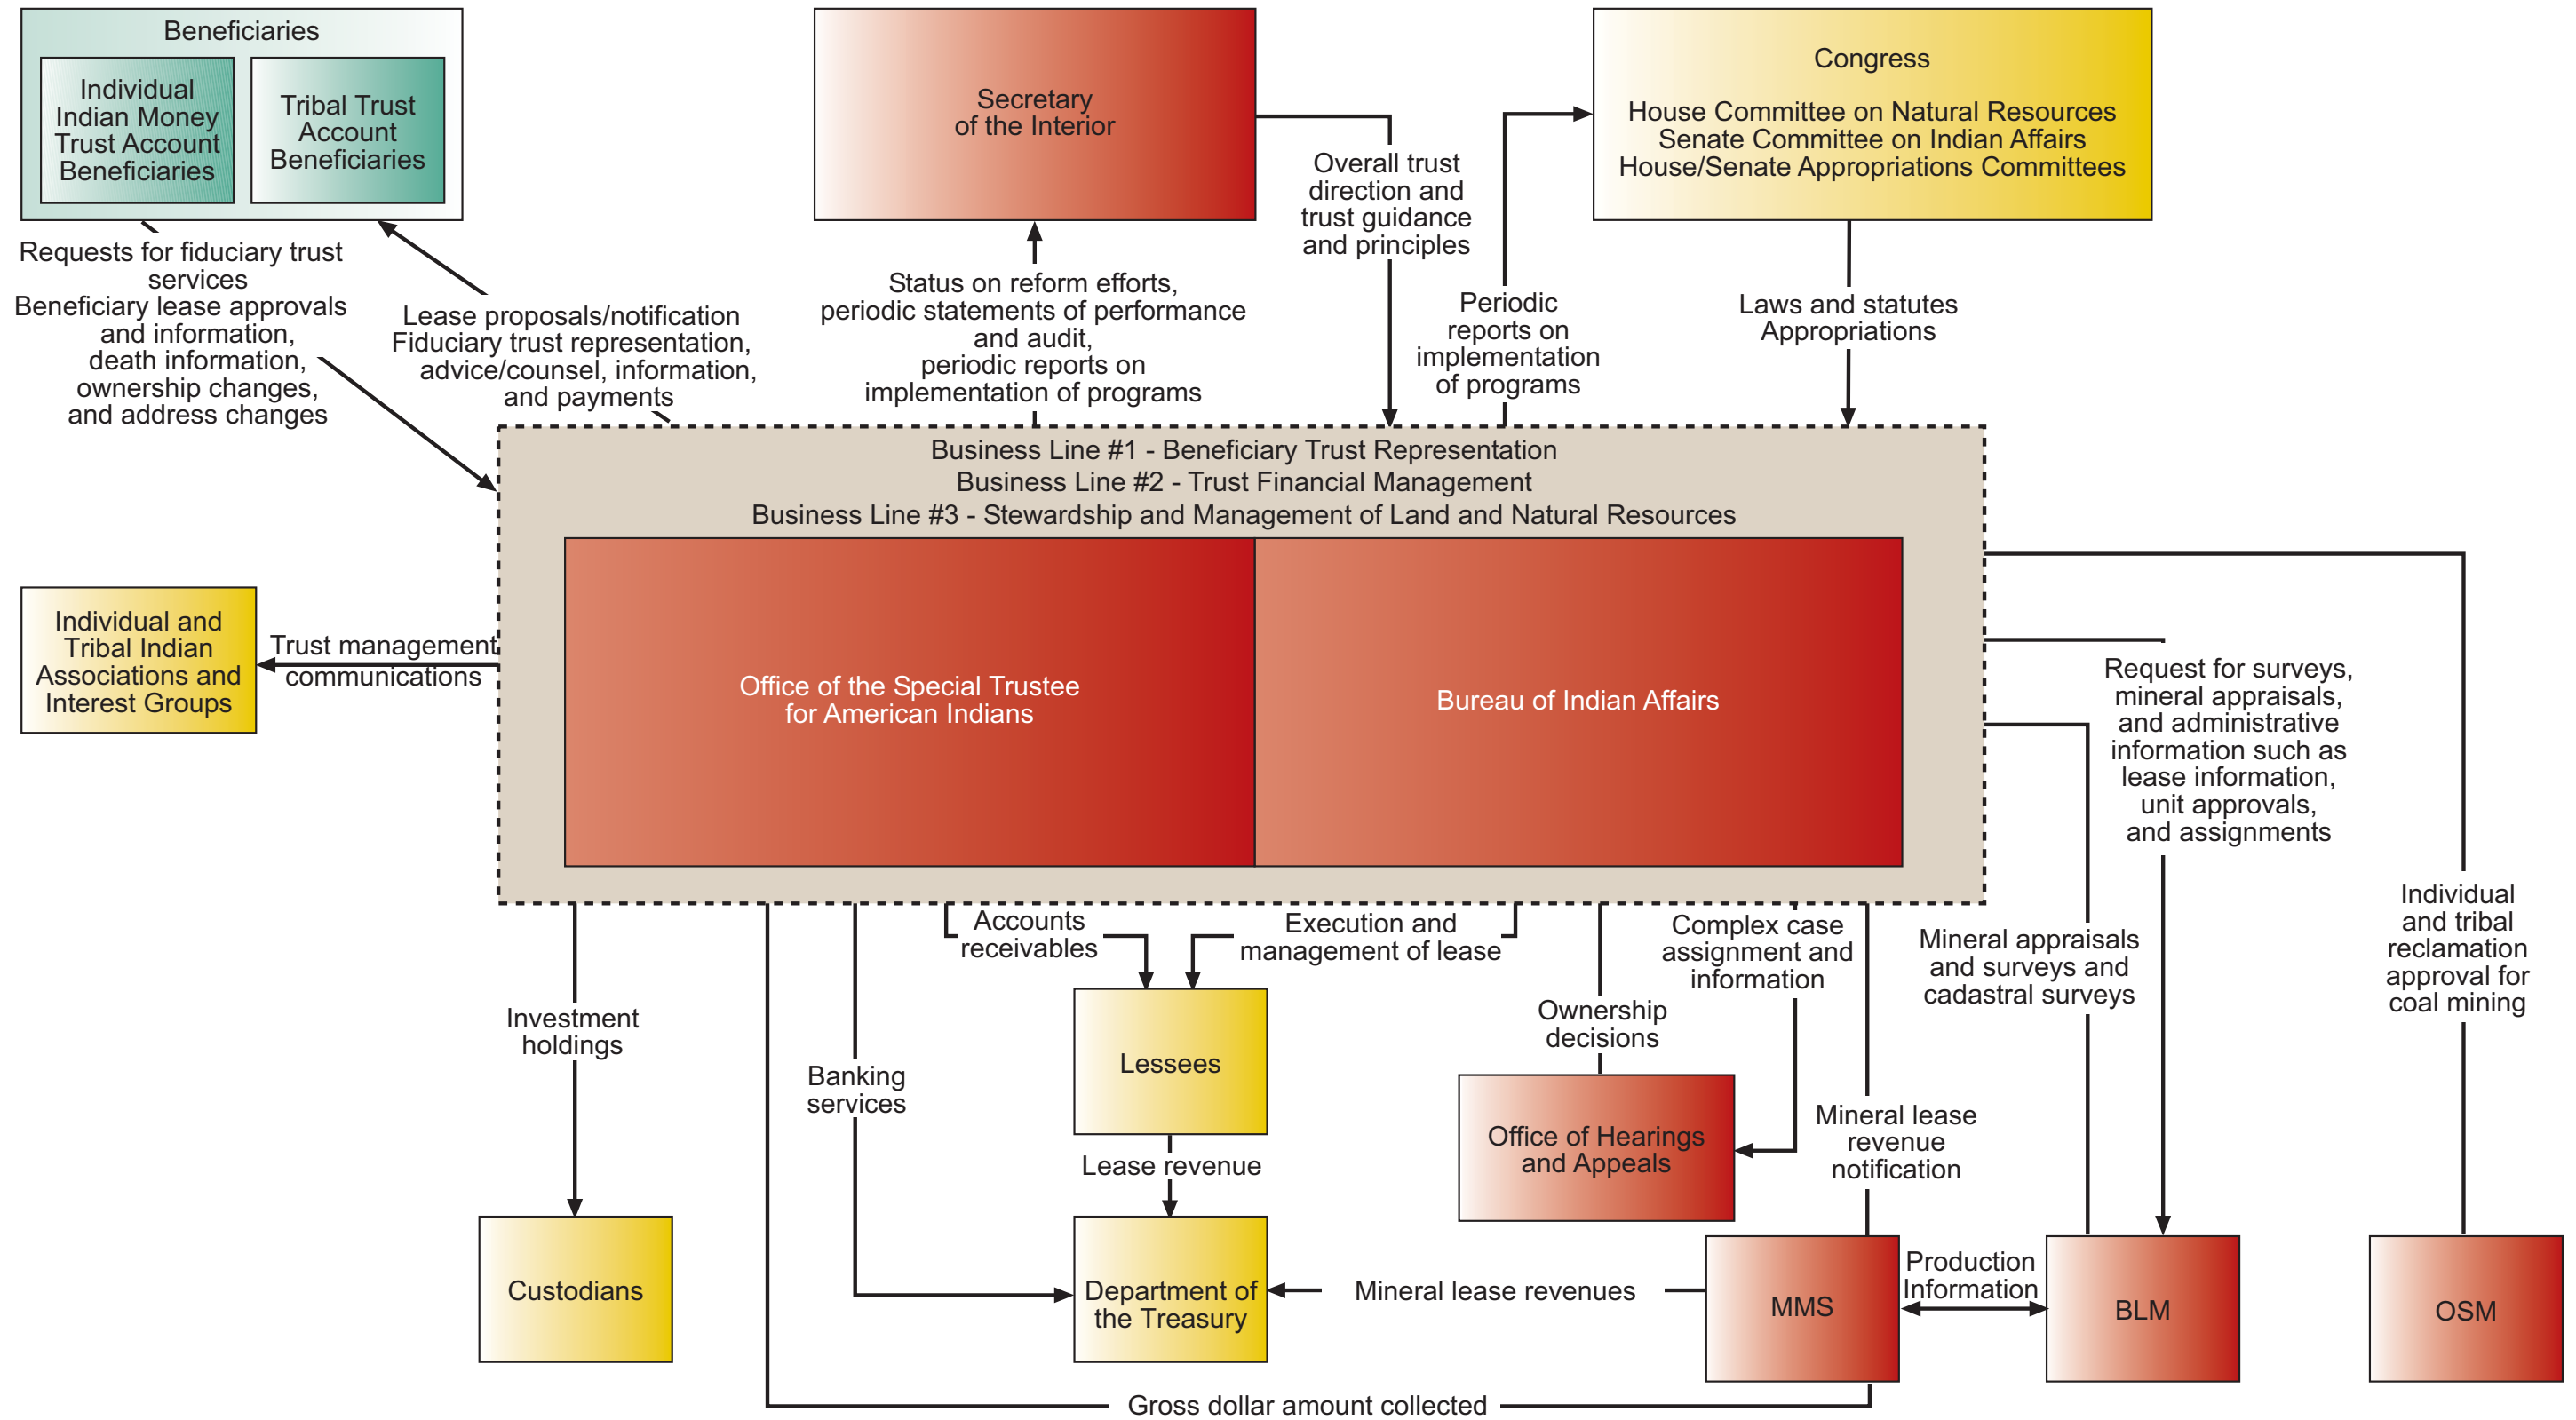 Beneficiaries
Individual
Indian Money
Trust Account
Beneficiaries
Tribal Trust
Account
Beneficiaries
Secretary
of the Interior
Congress
House Committee on Natural Resources
Senate Committee on Indian Affairs
House/Senate Appropriations Committees
Requests for fiduciary trust
services
Beneficiary lease approvals
and information,
death information,
ownership changes,
and address changes
Lease proposals/notification
Fiduciary trust representation,
advice/counsel, information,
and payments
Status on reform efforts,
periodic statements of performance
and audit,
periodic reports on
implementation of programs
Overall trust
direction and
trust guidance
and principles
Periodic
reports on
implementation
of programs
Laws and statutes
Appropriations
Business Line #1 - Beneficiary Trust Representation
Business Line #2 - Trust Financial Management
Business Line #3 - Stewardship and Management of Land and Natural Resources
Individual and
Tribal Indian
Associations and
Interest Groups
Trust management
communications
Office of the Special Trustee
for American Indians
Bureau of Indian Affairs
Request for surveys,
mineral appraisals,
and administrative
information such as
lease information,
unit approvals,
and assignments
Individual
and tribal
reclamation
approval for
coal mining
Investment
holdings
Banking
services
Accounts
receivables
Execution and
management of lease
Ownership
decisions
Complex case
assignment and
information
Mineral appraisals
and surveys and
cadastral surveys
Lessees
Lease revenue
Office of Hearings
and Appeals
Mineral lease
revenue
notification
Custodians
Department of
the Treasury
Mineral lease revenues
MMS
Production
Information
BLM
OSM
Gross dollar amount collected